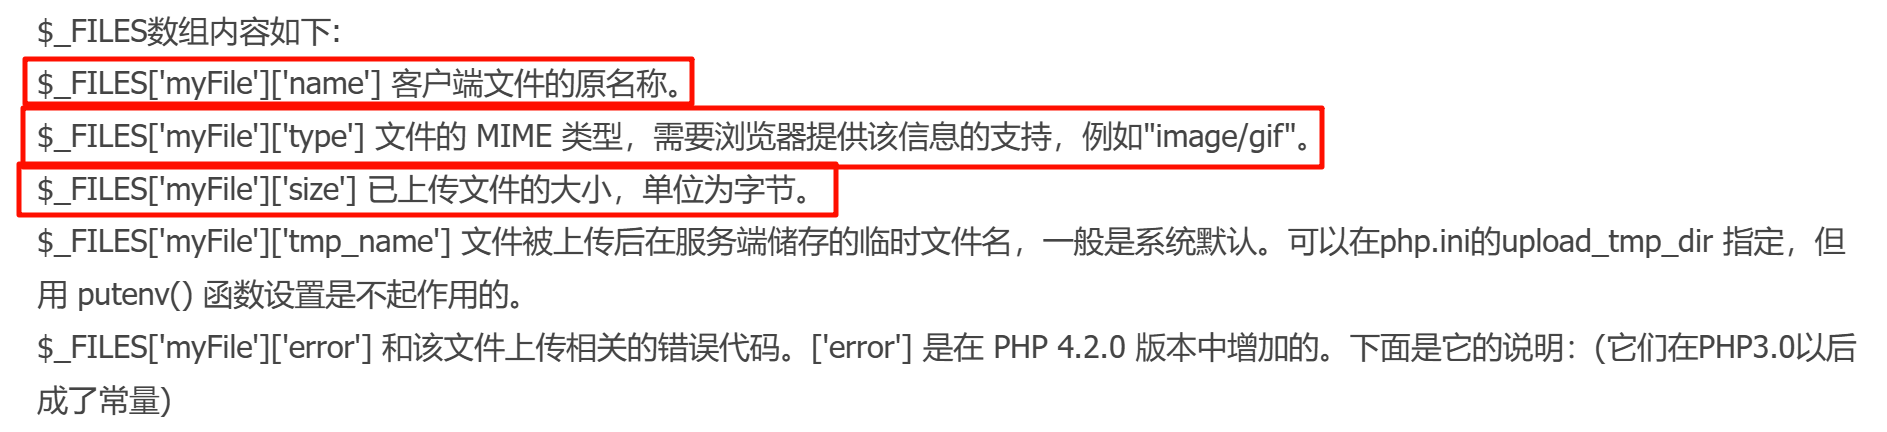 $_FILES数组内容如下:
$_FILES['myFile']['name'] 客户端文件的原名称。
$_FILES['myFile']['type'] 文件的 MIME 类型，需要浏览器提供该信息的支持，例如"image/gif"。
$_FILES['myFile']['size'] 已上传文件的大小，单位为字节。
$_FILES['myFile']['tmp_name'] 文件被上传后在服务端储存的临时文件名，一般是系统默认。可以在php.ini的upload_tmp_dir 指定，但
用 putenv() 函数设置是不起作用的。
$_FILES['myFile']['error'] 和该文件上传相关的错误代码。['error'] 是在 PHP 4.2.0 版本中增加的。下面是它的说明：(它们在PHP3.0以后
成了常量)